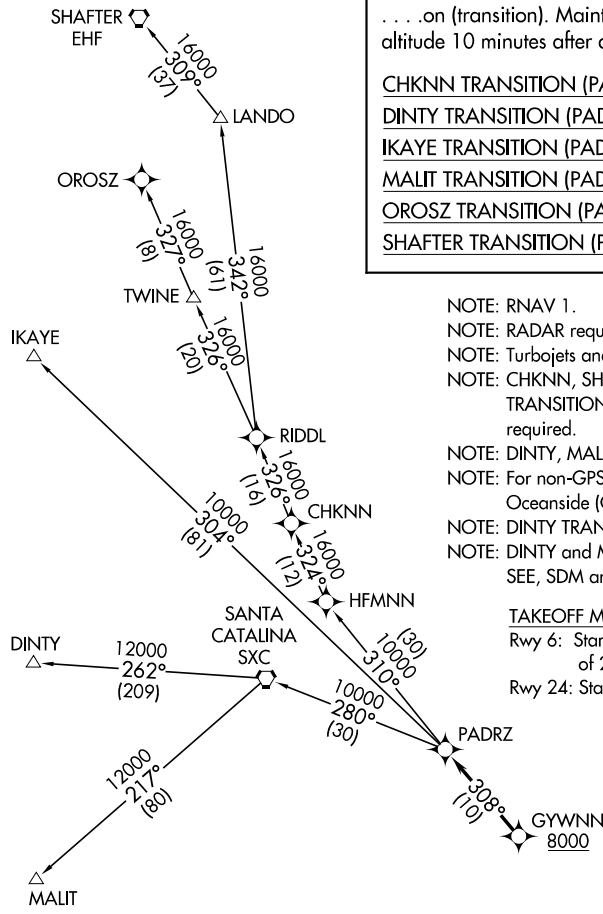 SHAFTER
EHF
16000
309°
(37)
LANDO
OROSZ
16000
327°
(8)
16000
342°
(61)
TWINE
16000
326°
(20)
IKAYE
RIDDL
16000
326°
(16)
CHKNN
10000
304°
(81)
16000
324°
(12)
HFMNN
SANTA
CATALINA
SXC
(30)
10000
310°
DINTY
12000
262°
(209)
10000
280°
(30)
PADRZ
12000
217°
(80)
308°
(10)
GYWNN
8000
MALIT
. . . .on (transition). Maint
altitude 10 minutes after d
CHKNN TRANSITION (PA
DINTY TRANSITION (PAD
IKAYE TRANSITION (PAD
MALIT TRANSITION (PAD
OROSZ TRANSITION (PA
SHAFTER TRANSITION (P
NOTE: RNAV 1.
NOTE: RADAR requ
NOTE: Turbojets and
NOTE: CHKNN, SH
TRANSITION
required.
NOTE: DINTY, MAL
NOTE: For non-GPS
Oceanside (O
NOTE: DINTY TRAN
NOTE: DINTY and M
SEE, SDM an
TAKEOFF M
Rwy 6: Stan
of 2
Rwy 24: Sta